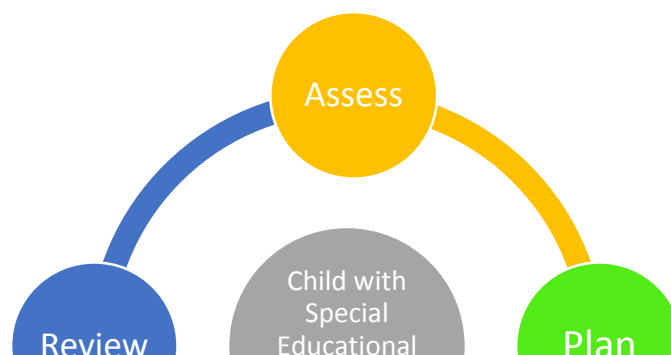 Assess
Child with
Special
Educational
Review
Plan